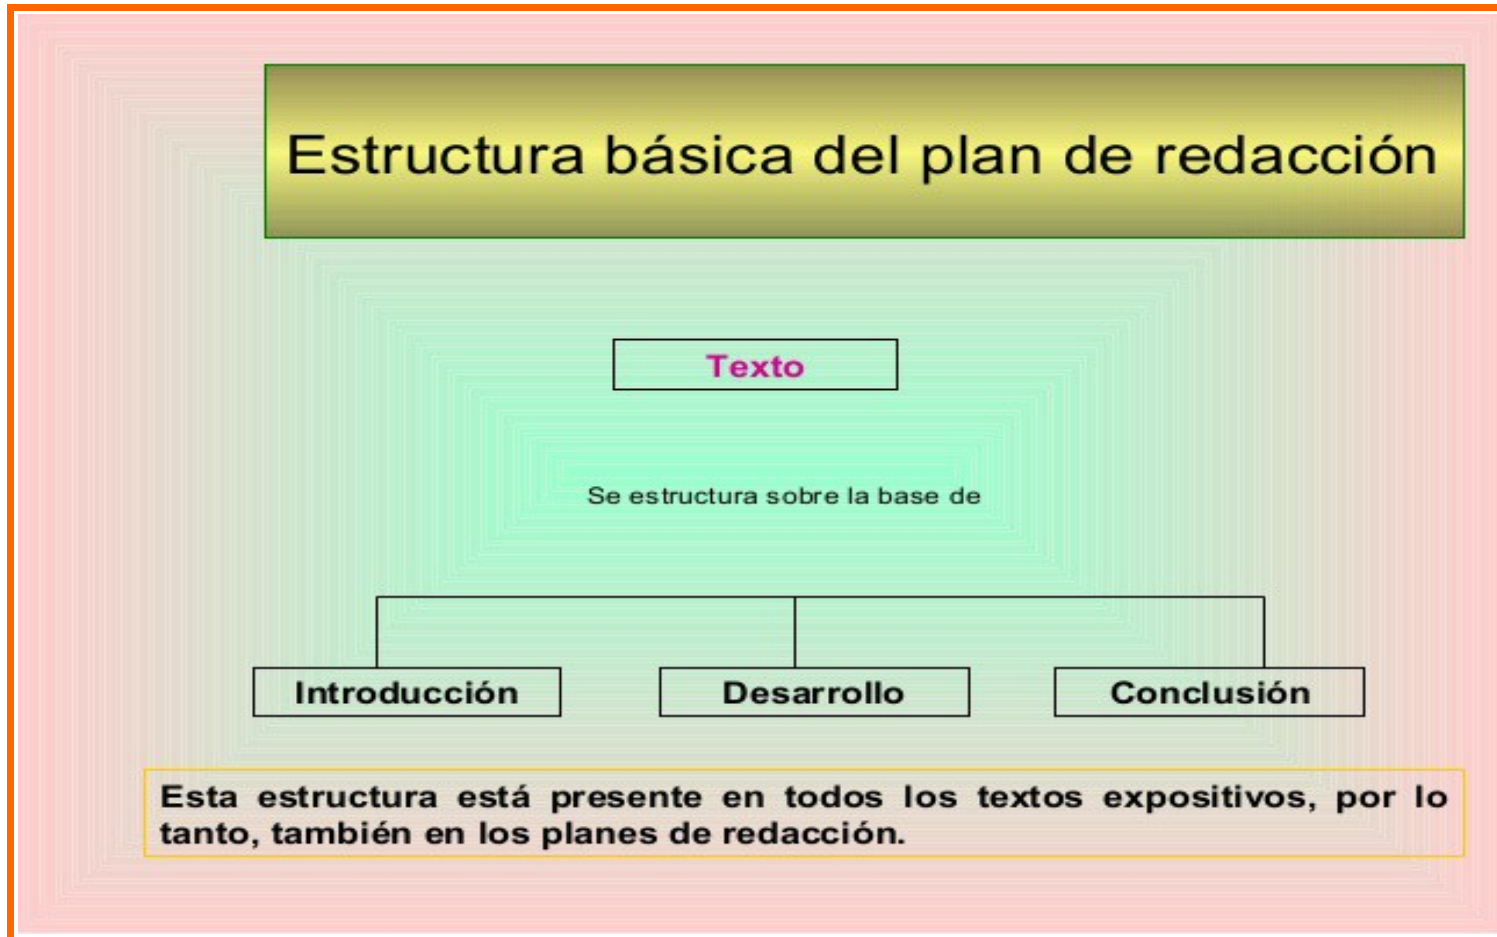 Estructura básica del plan de redacción
Texto
Se estructura sobre la base de
Introducción
Desarrollo
Conclusión
Esta estructura está presente en todos los textos expositivos, por lo
tanto, también en los planes de redacción.